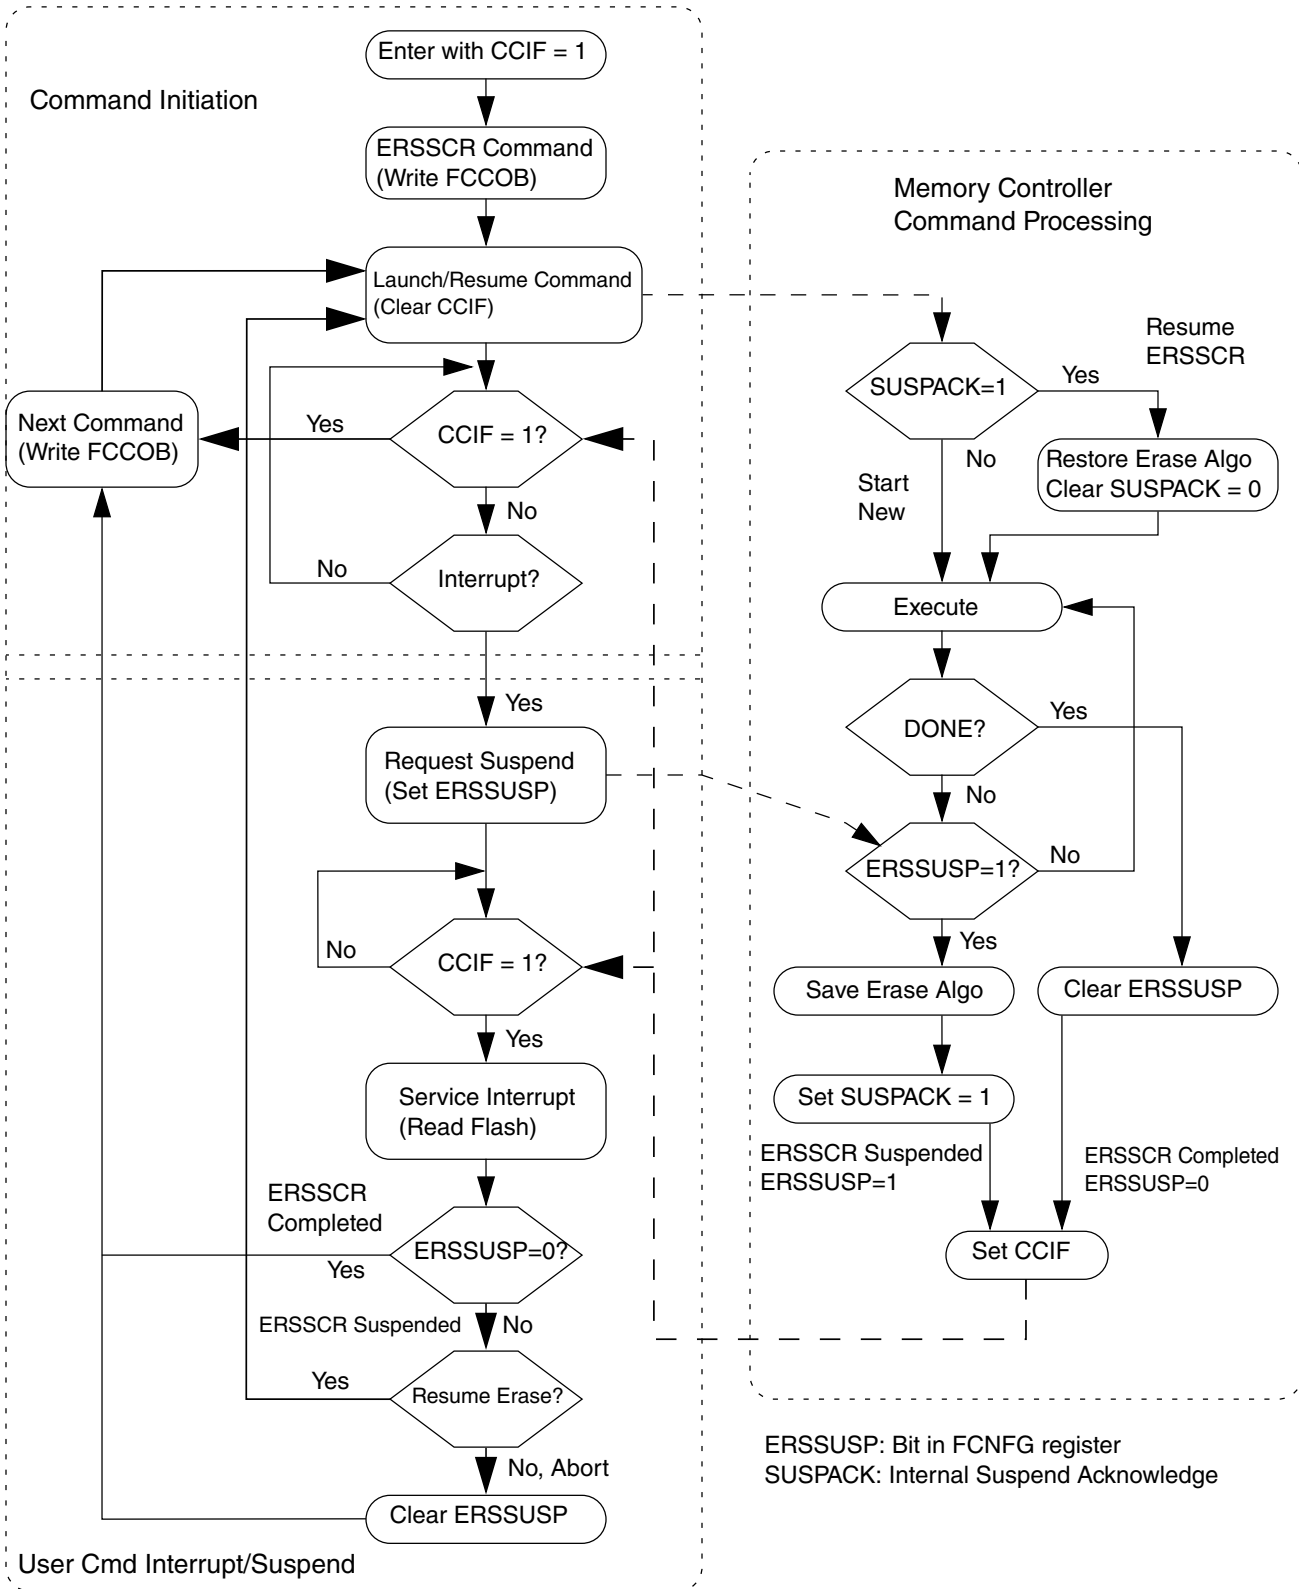 Enter with CCIF = 1
Command Initiation
ERSSCR Command
(Write FCCOB)
Launch/Resume Command
(Clear CCIF)
Next Command
(Write FCCOB)
Yes
CCIF = 1?
No
No
Interrupt?
Yes
Request Suspend
(Set ERSSUSP)
No
CCIF = 1?
Yes
Service Interrupt
(Read Flash)
ERSSCR
Completed
ERSSUSP=0?
Yes
ERSSCR Suspended
No
Yes
Resume Erase?
No, Abort
Clear ERSSUSP
User Cmd Interrupt/Suspend
Memory Controller
Command Processing
Resume
ERSSCR
SUSPACK=1
Yes
No
Restore Erase Algo
Clear SUSPACK = 0
Start
New
Execute
DONE?
Yes
No
ERSSUSP=1?
No
Yes
Save Erase Algo
Clear ERSSUSP
Set SUSPACK = 1
ERSSCR Suspended
ERSSUSP=1
ERSSCR Completed
ERSSUSP=0
Set CCIF
ERSSUSP: Bit in FCNFG register
SUSPACK: Internal Suspend Acknowledge